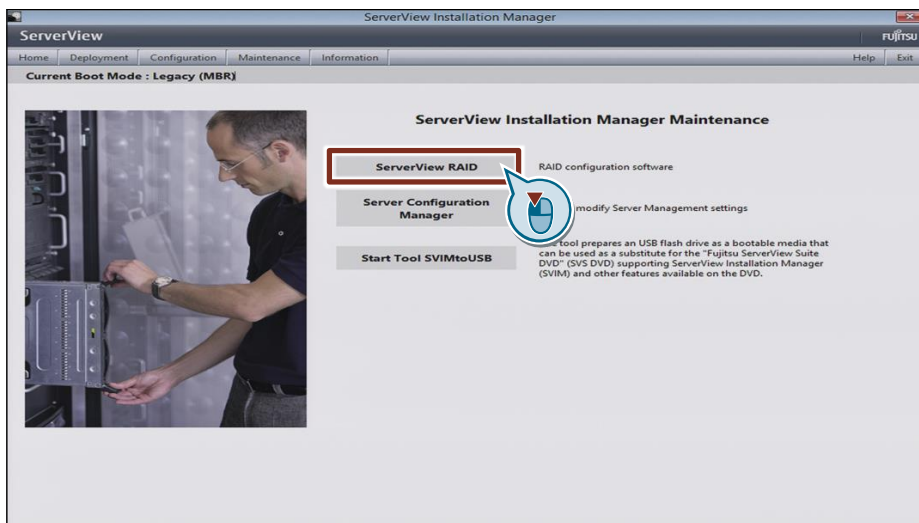 ServerView Installation Manager
ServerView
FUJITSU
Home Deployment Configuration Maintenance Information Help Exit
Current Boot Mode : Legacy (MBR)
ServerView Installation Manager Maintenance
ServerView RAID
RAID configuration software
Server Configuration
Manager
modify Server Management settings
Start Tool SVIMtoUSB
tool prepares an USB flash drive as a bootable media that
can be used as a substitute for the "Fujitsu ServerView Suite
DVD" (SVS DVD) supporting ServerView Installation Manager
(SVIM) and other features available on the DVD.